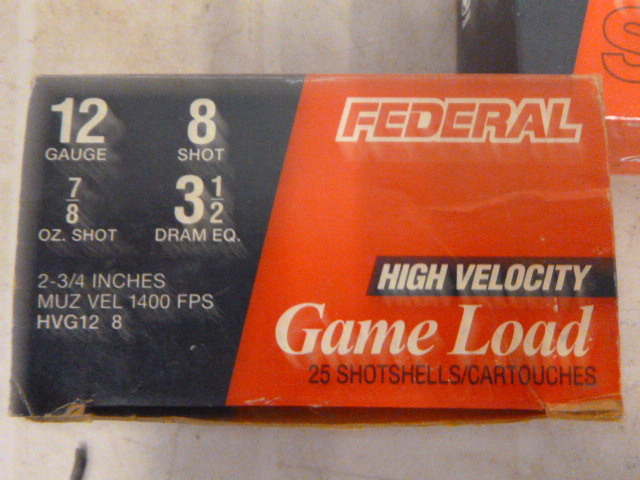 12 8
GAUGE SHOT
7/8 3 1/2
OZ. SHOT DRAM EQ.
2-3/4 INCHES
MUZ VEL 1400 FPS
HVG12 8
FEDERAL
HIGH VELOCITY
Game Load
25 SHOTSHELLS/CARTOUCHES
S